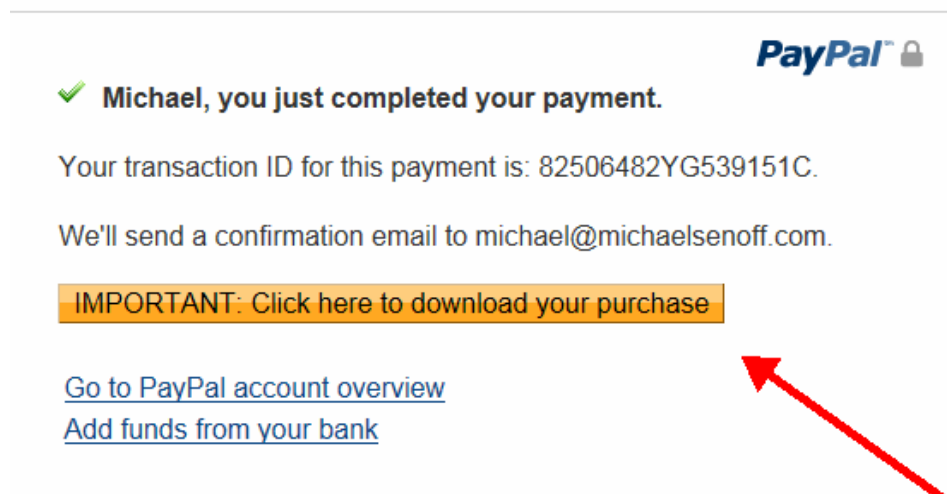 PayPal
Michael, you just completed your payment.
Your transaction ID for this payment is: 82506482YG539151C.
We'll send a confirmation email to michael@michaelsenoff.com.
IMPORTANT: Click here to download your purchase
Go to PayPal account overview
Add funds from your bank